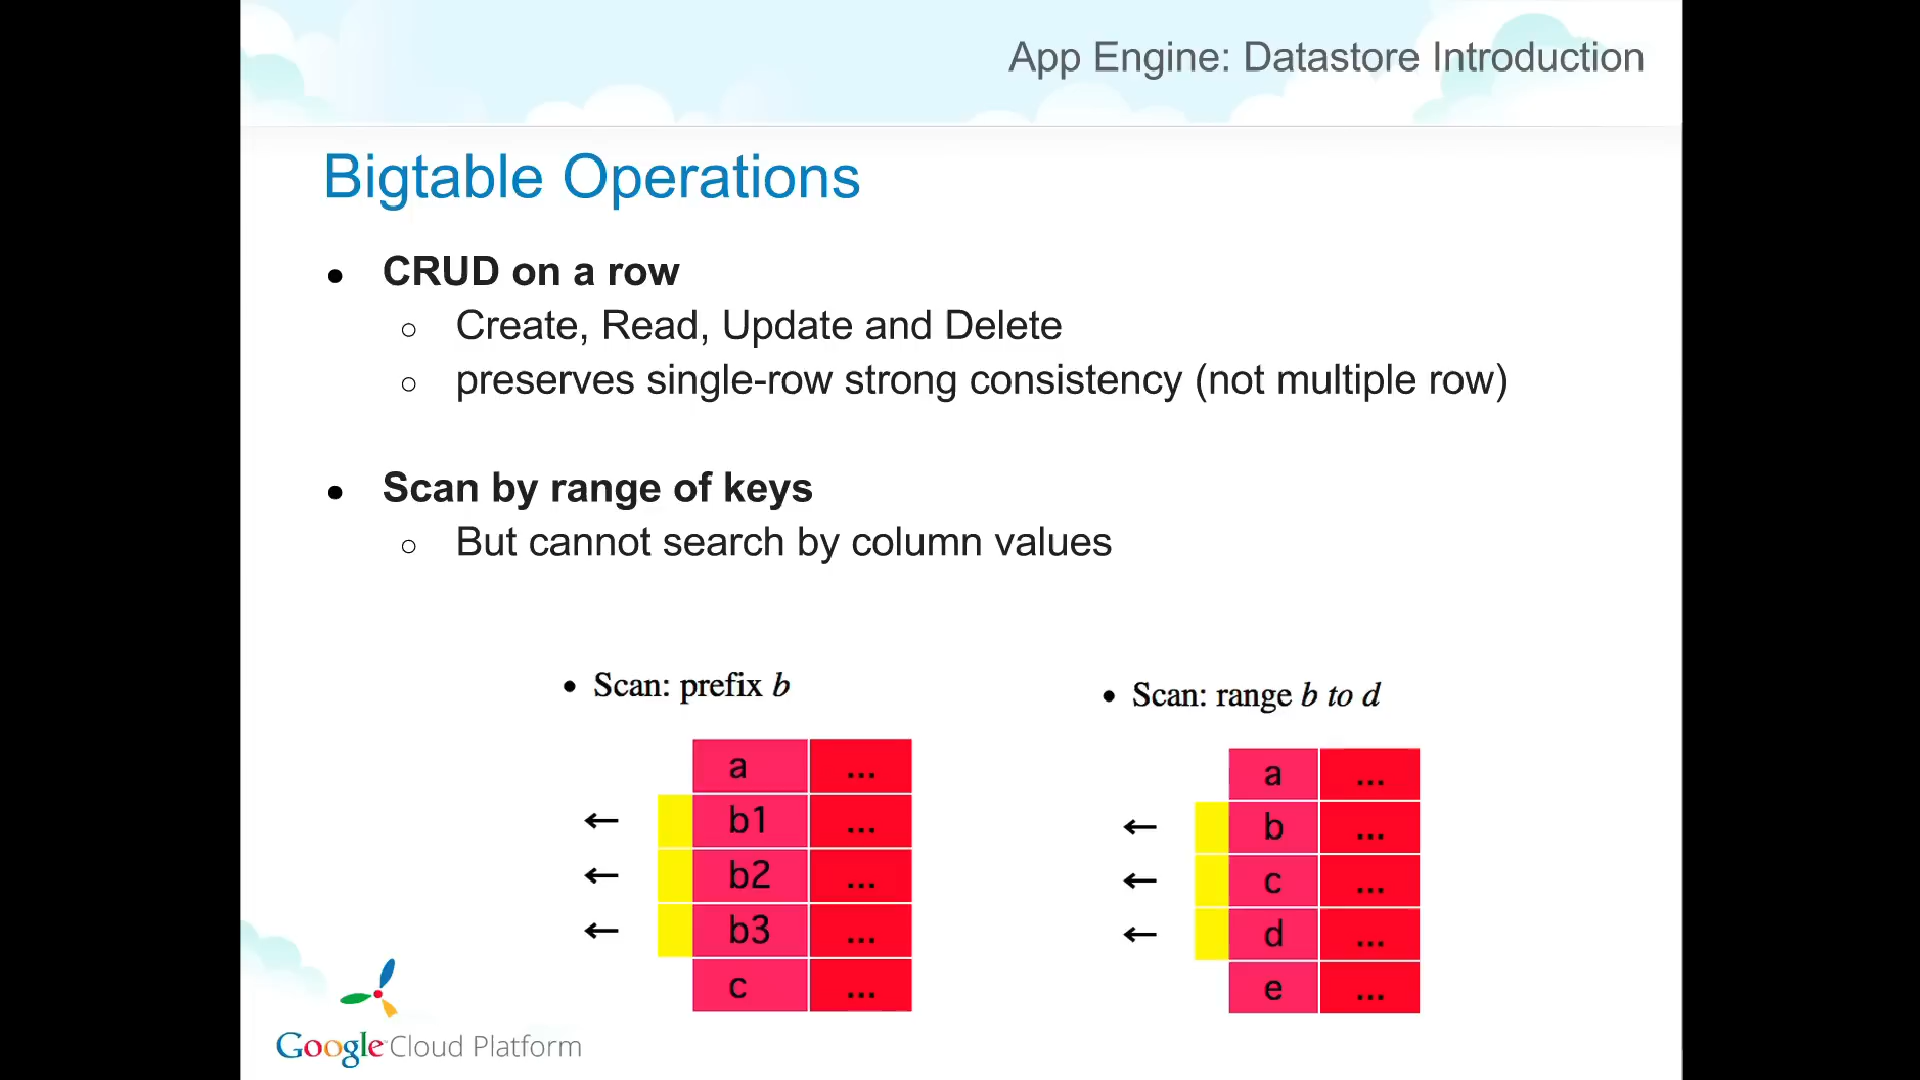 App Engine: Datastore Introduction
Bigtable Operations
● CRUD on a row
○ Create, Read, Update and Delete
○ preserves single-row strong consistency (not multiple row)
● Scan by range of keys
○ But cannot search by column values
• Scan: prefix b
a ...
← b1 ...
← b2 ...
← b3 ...
c ...
• Scan: range b to d
a ...
← b ...
← c ...
← d ...
e ...
Google Cloud Platform